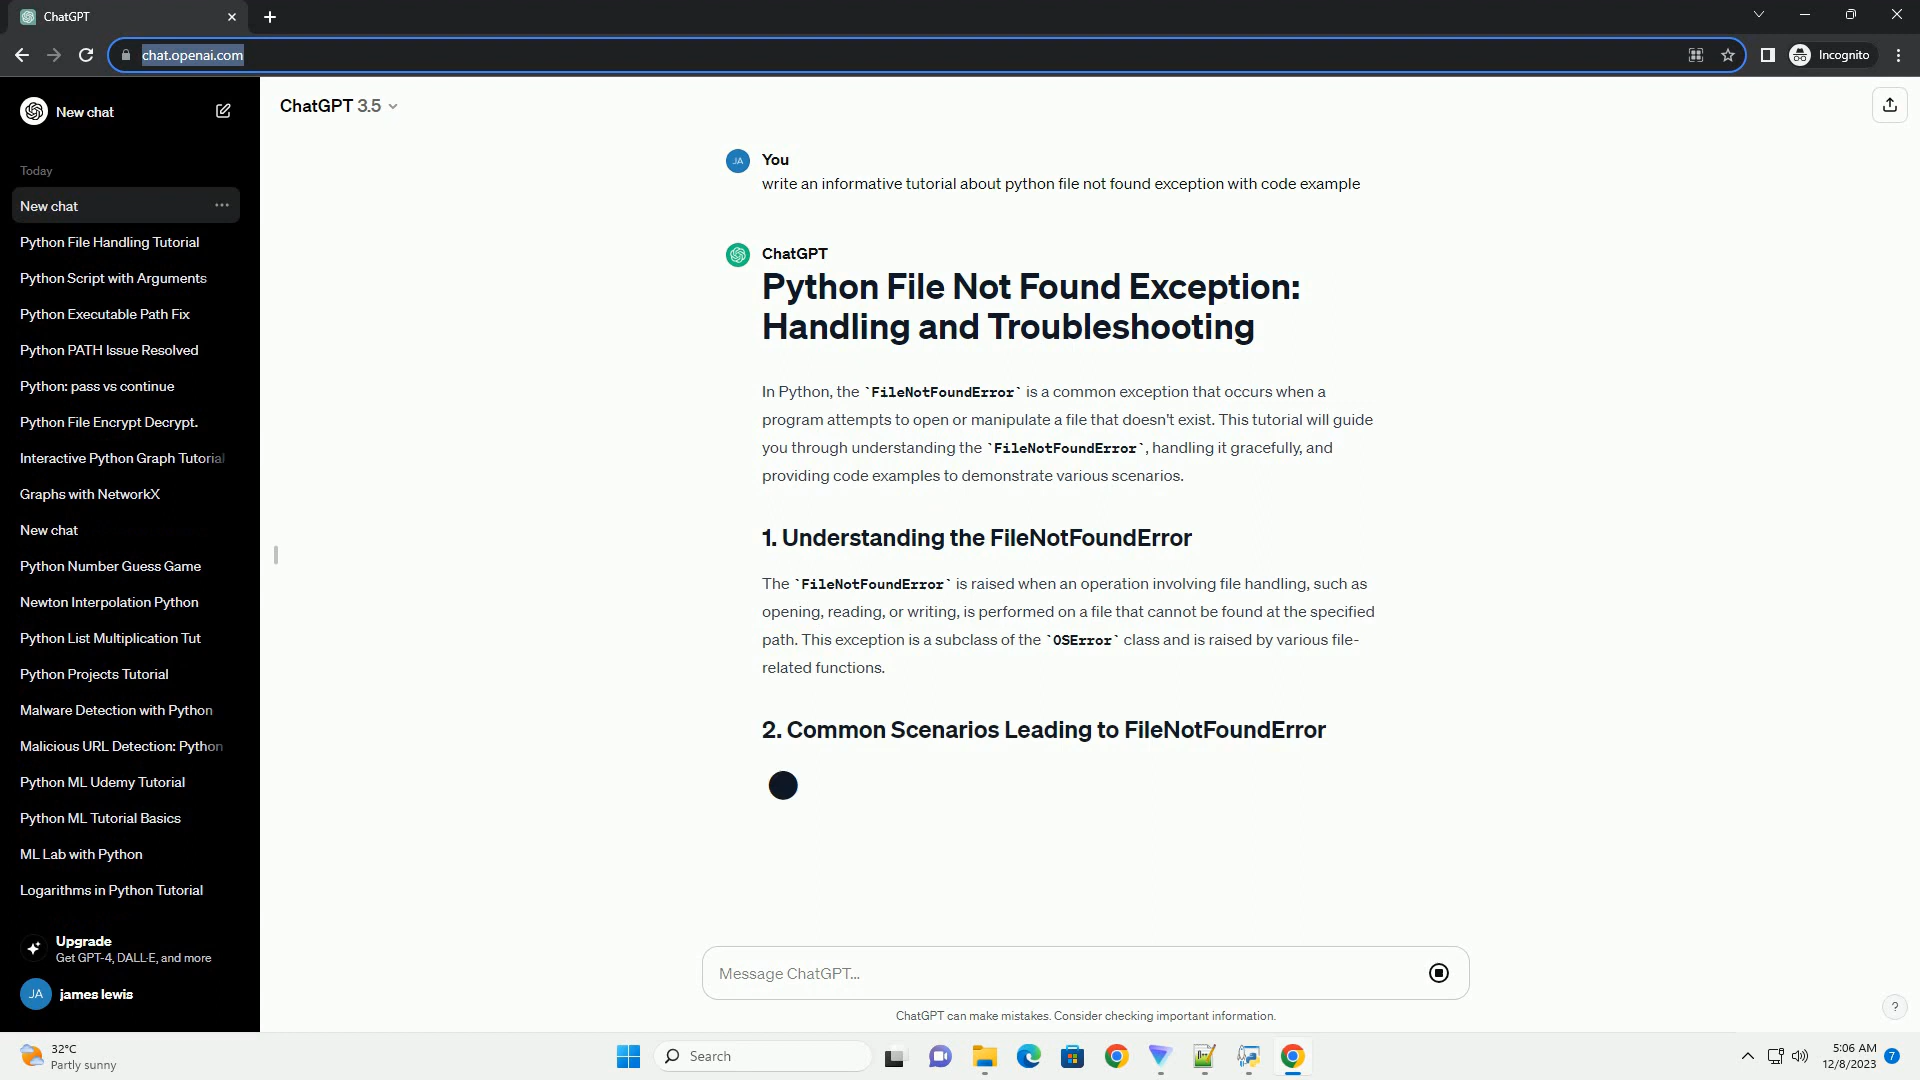 ChatGPT
chat.openai.com
Incognito
New chat
Today
New chat
Python File Handling Tutorial
Python Script with Arguments
Python Executable Path Fix
Python PATH Issue Resolved
Python: pass vs continue
Python File Encrypt Decrypt.
Interactive Python Graph Tutorial
Graphs with NetworkX
New chat
Python Number Guess Game
Newton Interpolation Python
Python List Multiplication Tut
Python Projects Tutorial
Malware Detection with Python
Malicious URL Detection: Python
Python ML Udemy Tutorial
Python ML Tutorial Basics
ML Lab with Python
Logarithms in Python Tutorial
Upgrade
Get GPT-4, DALL·E, and more
JA james lewis
ChatGPT 3.5
JA You
write an informative tutorial about python file not found exception with code example
ChatGPT
Python File Not Found Exception:
Handling and Troubleshooting
In Python, the `FileNotFoundError` is a common exception that occurs when a
program attempts to open or manipulate a file that doesn't exist. This tutorial will guide
you through understanding the `FileNotFoundError`, handling it gracefully, and
providing code examples to demonstrate various scenarios.
1. Understanding the FileNotFoundError
The `FileNotFoundError` is raised when an operation involving file handling, such as
opening, reading, or writing, is performed on a file that cannot be found at the specified
path. This exception is a subclass of the `OSError` class and is raised by various file-
related functions.
2. Common Scenarios Leading to FileNotFoundError
Message ChatGPT...
ChatGPT can make mistakes. Consider checking important information.
?
32°C
Partly sunny
Search
5:06 AM
12/8/2023
7